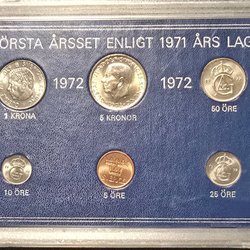 ÖRSTA ÅRSSET ENLIGT 1971 ÅRS LAG
1972 1972
1 KRONA 5 KRONOR 50 ÖRE
10 ÖRE 5 ÖRE 25 ÖRE